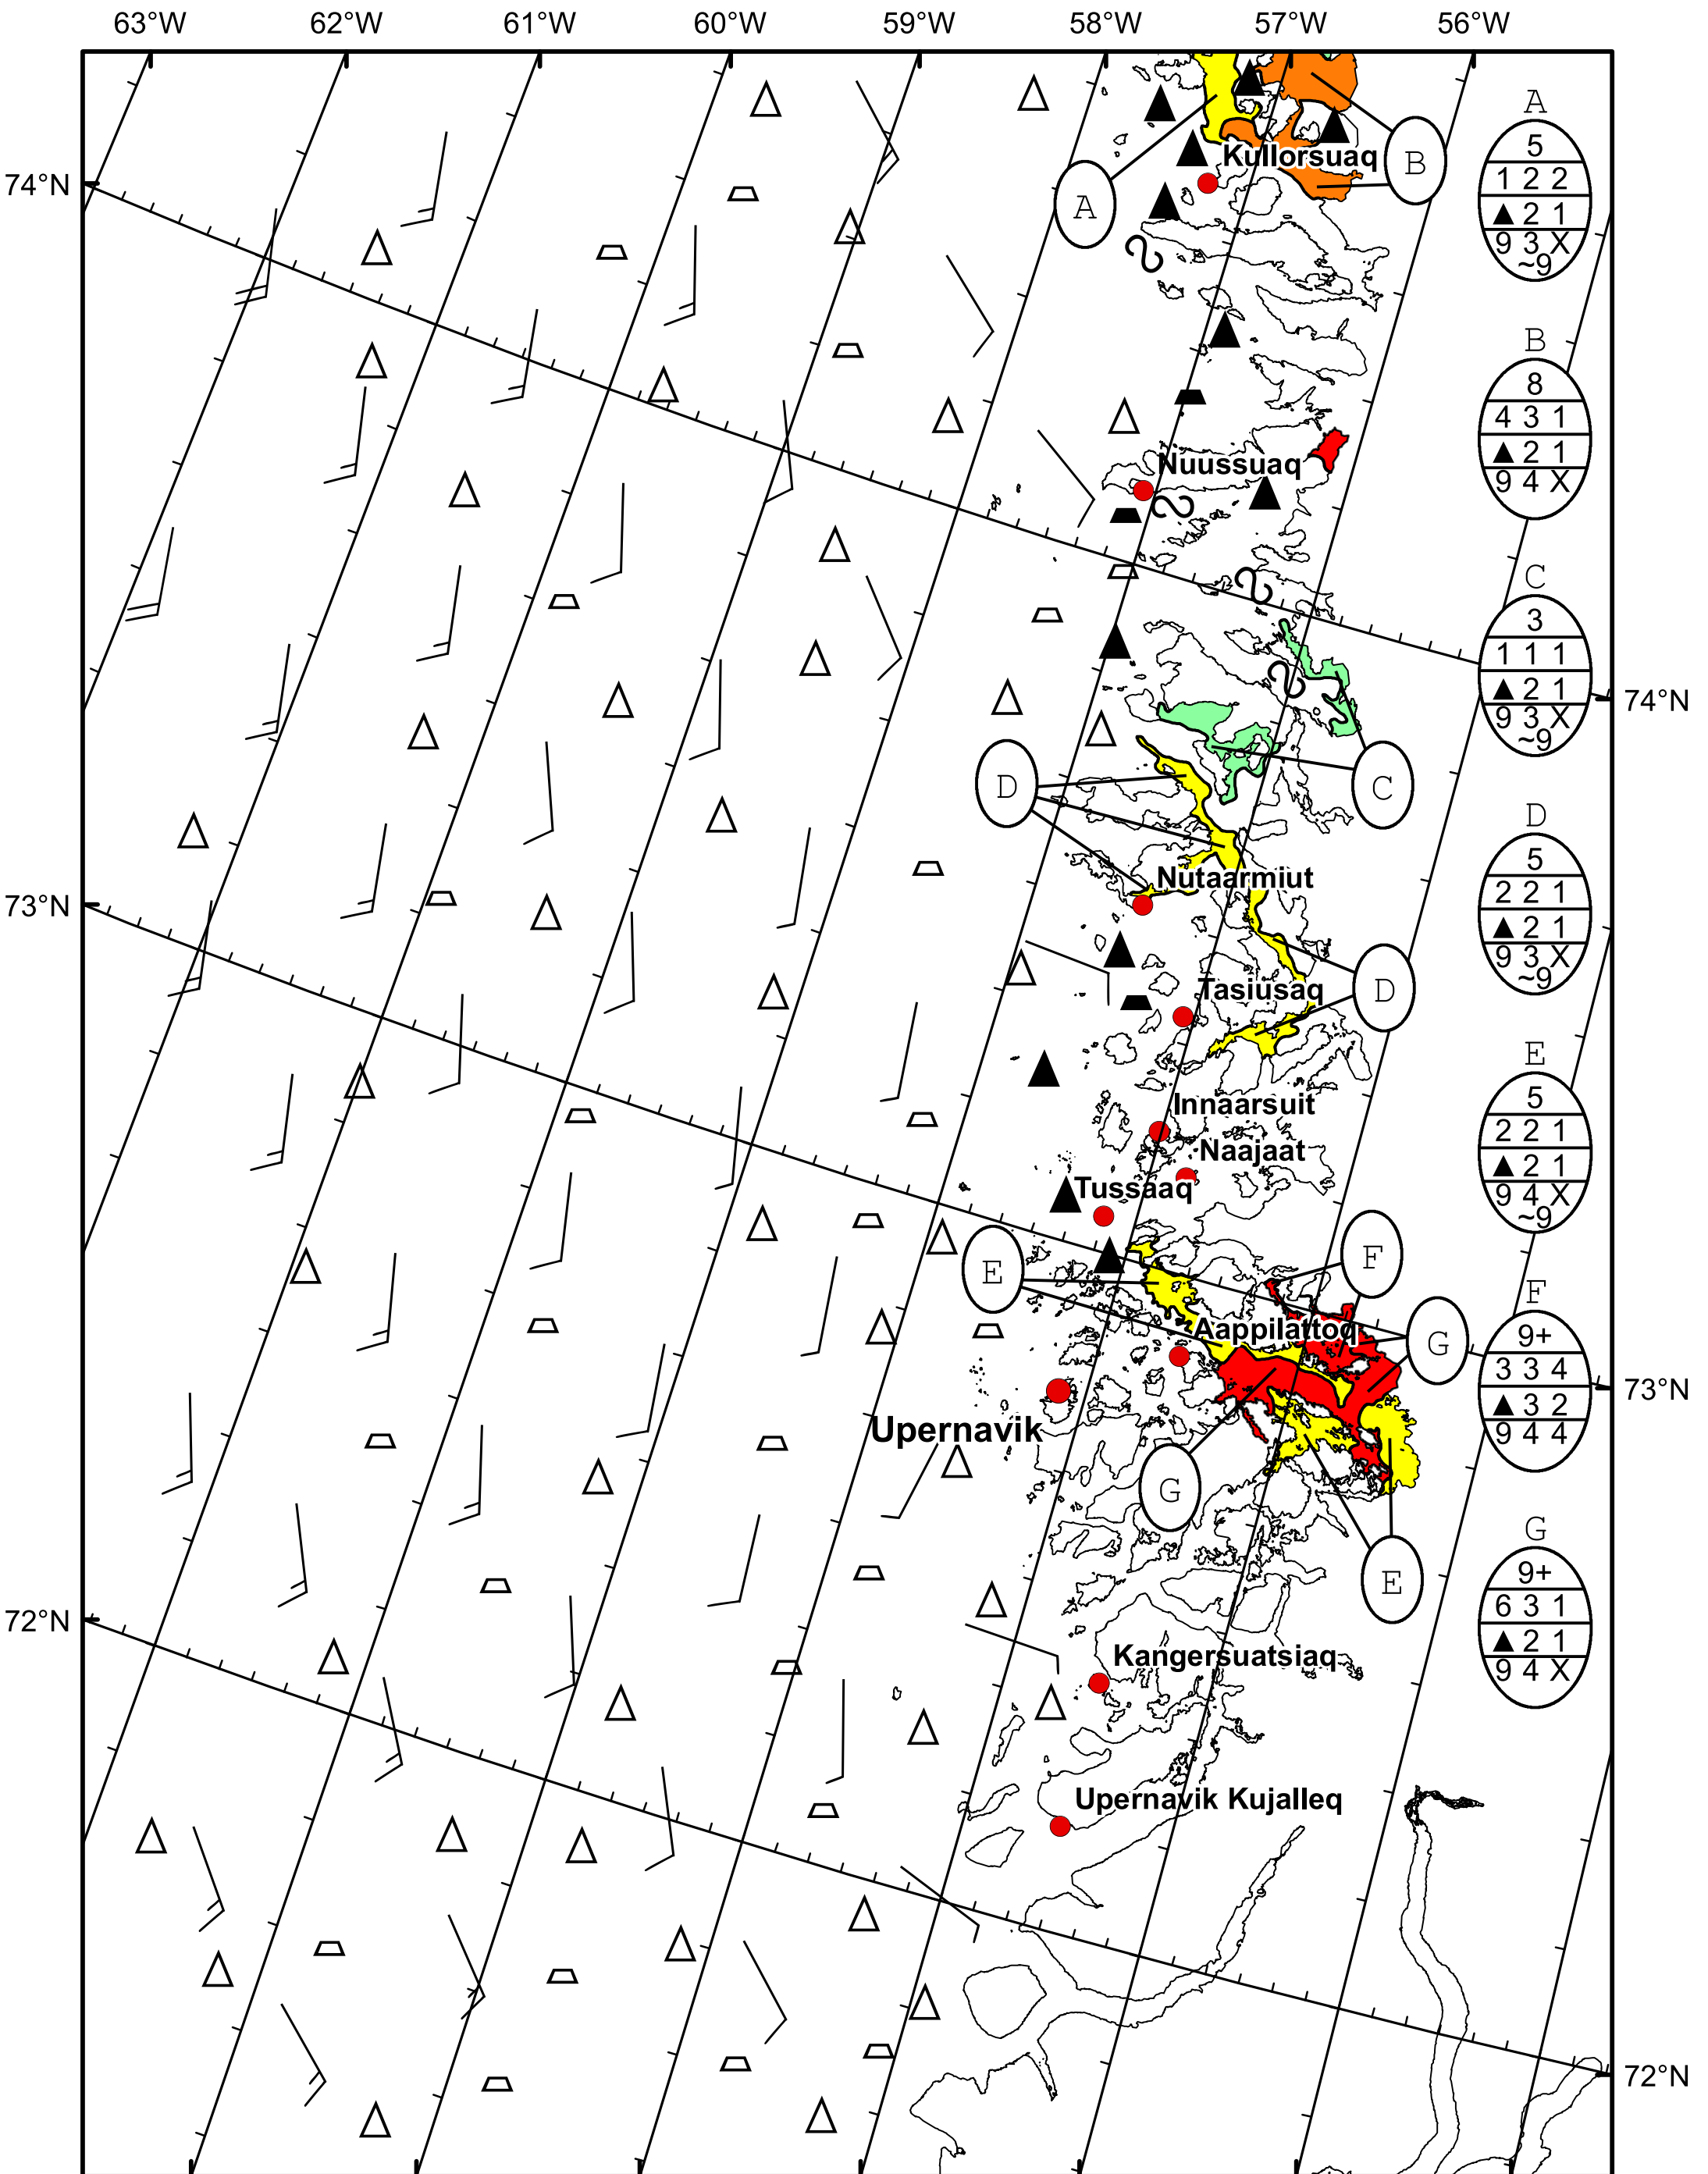 63°W 62°W 61°W 60°W 59°W 58°W 57°W 56°W
74°N
73°N
72°N
74°N
73°N
72°N
Kullorsuaq
Nuussuaq
Nutaarmiut
Tasiusaq
Innaarsuit
Naajaat
Tussaaq
Aappilattoq
Upernavik
Kangersuatsiaq
Upernavik Kujalleq
A
B
C
D
D
E
F
G
G
E
A
5
1 2 2
▲ 2 1
9 3 X
~9
B
8
4 3 1
▲ 2 1
9 4 X
C
3
1 1 1
▲ 2 1
9 3 X
~9
D
5
2 2 1
▲ 2 1
9 3 X
~9
E
5
2 2 1
▲ 2 1
9 4 X
~9
F
9+
3 3 4
▲ 3 2
9 4 4
G
9+
6 3 1
▲ 2 1
9 4 X